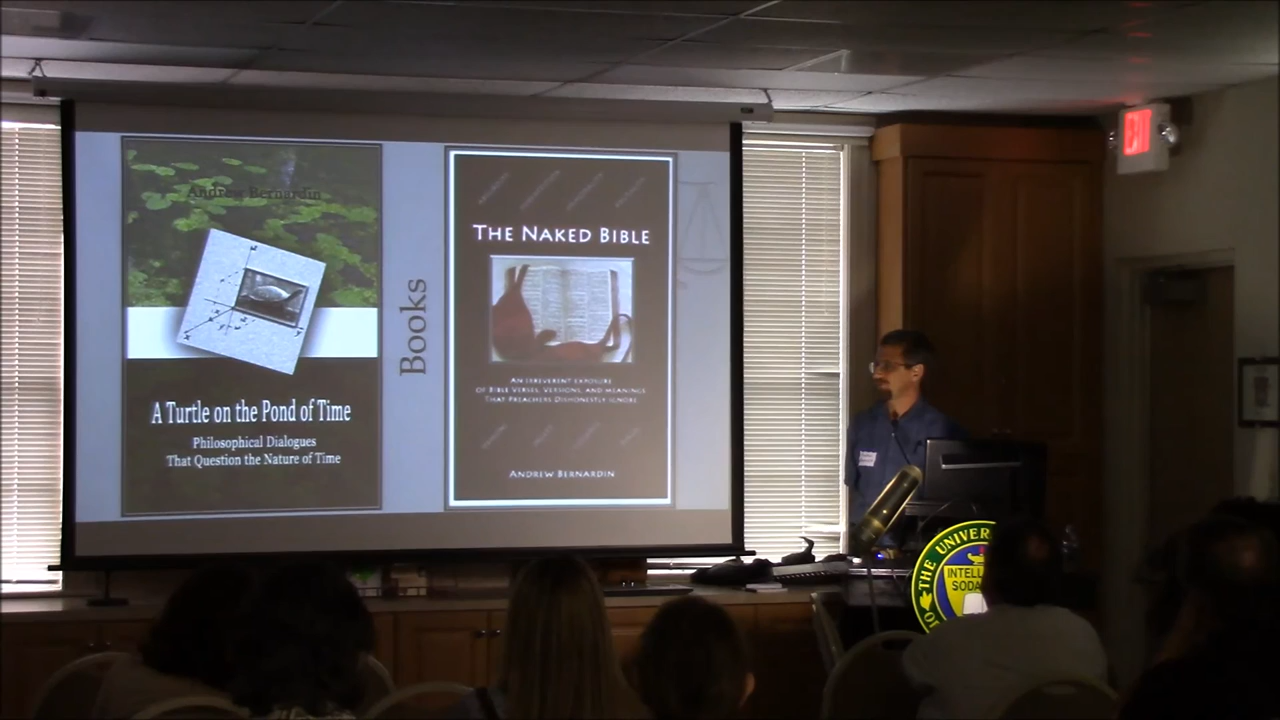 Andrew Bernardin
A Turtle on the Pond of Time
Philosophical Dialogues
That Question the Nature of Time
Books
THE NAKED BIBLE
AN IRREVERENT EXPOSURE
OF BIBLE VERSES, VERSIONS, AND MEANINGS
THAT PREACHERS DISHONESTLY IGNORE
ANDREW BERNARDIN
EXIT
THE UNIVER
INTELL
SODA